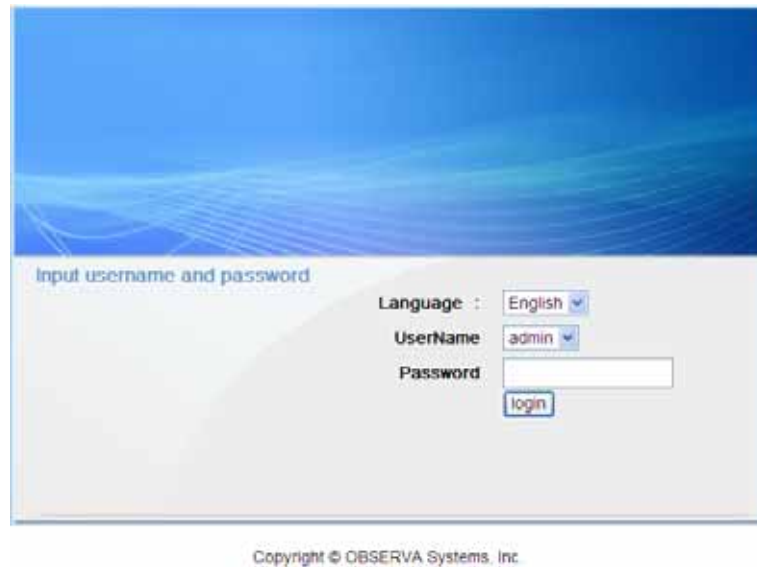 Input username and password
Language : English
UserName admin
Password
login
Copyright © OBSERVA Systems, Inc.